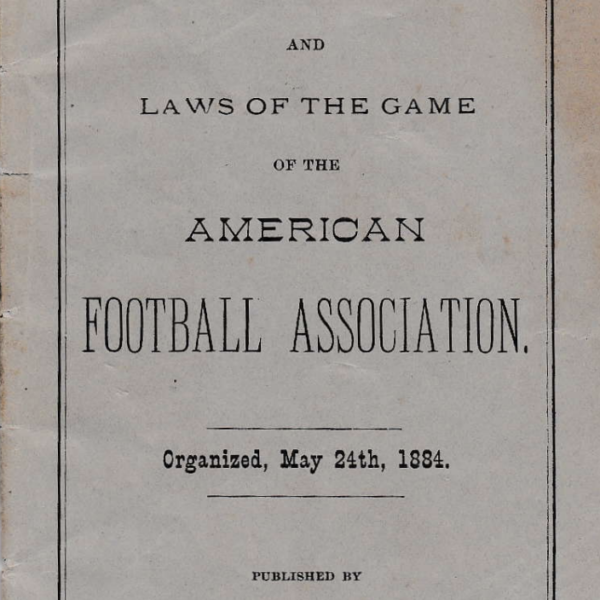 AND
LAWS OF THE GAME
OF THE
AMERICAN
FOOTBALL ASSOCIATION.
Organized, May 24th, 1884.
PUBLISHED BY